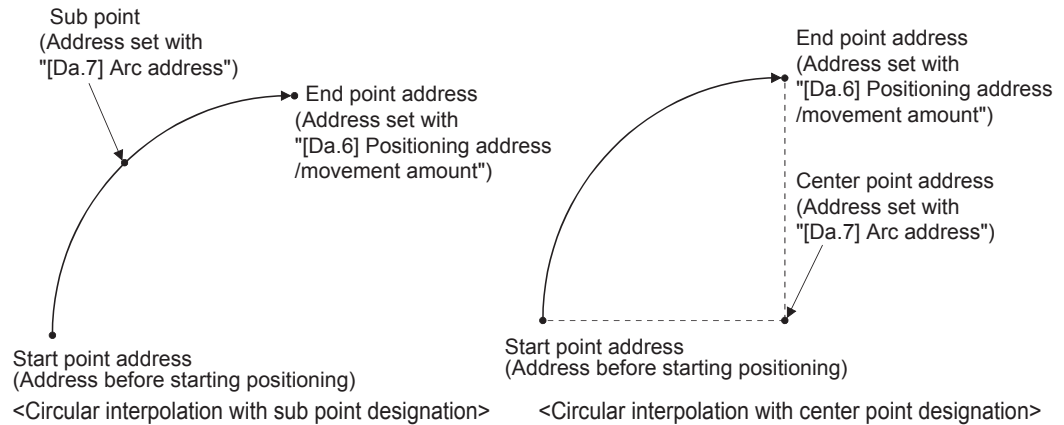 Sub point
(Address set with
"[Da.7] Arc address")
End point address
(Address set with
"[Da.6] Positioning address
/movement amount")
Start point address
(Address before starting positioning)
<Circular interpolation with sub point designation>
End point address
(Address set with
"[Da.6] Positioning address
/movement amount")
Center point address
(Address set with
"[Da.7] Arc address")
Start point address
(Address before starting positioning)
<Circular interpolation with center point designation>